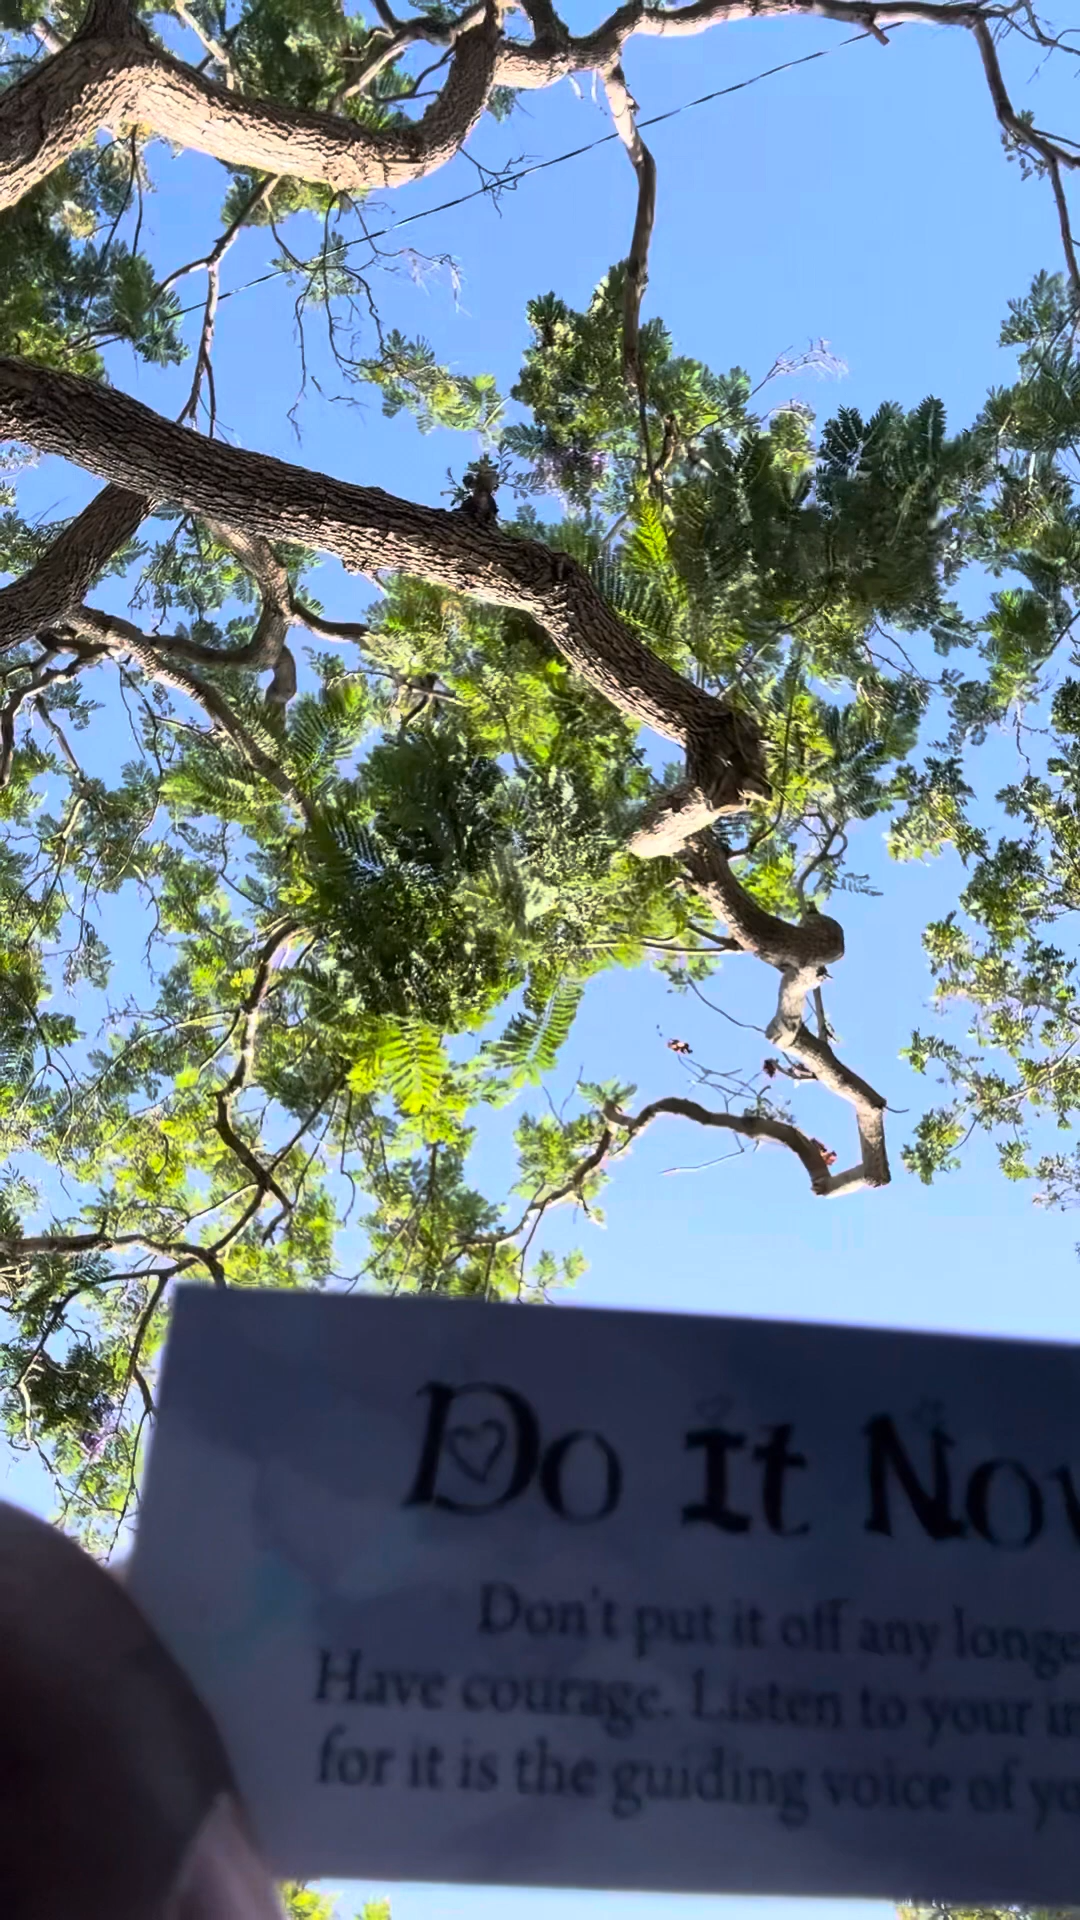 Do It Now
Don't put it off any longe
Have courage. Listen to your in
for it is the guiding voice of yo